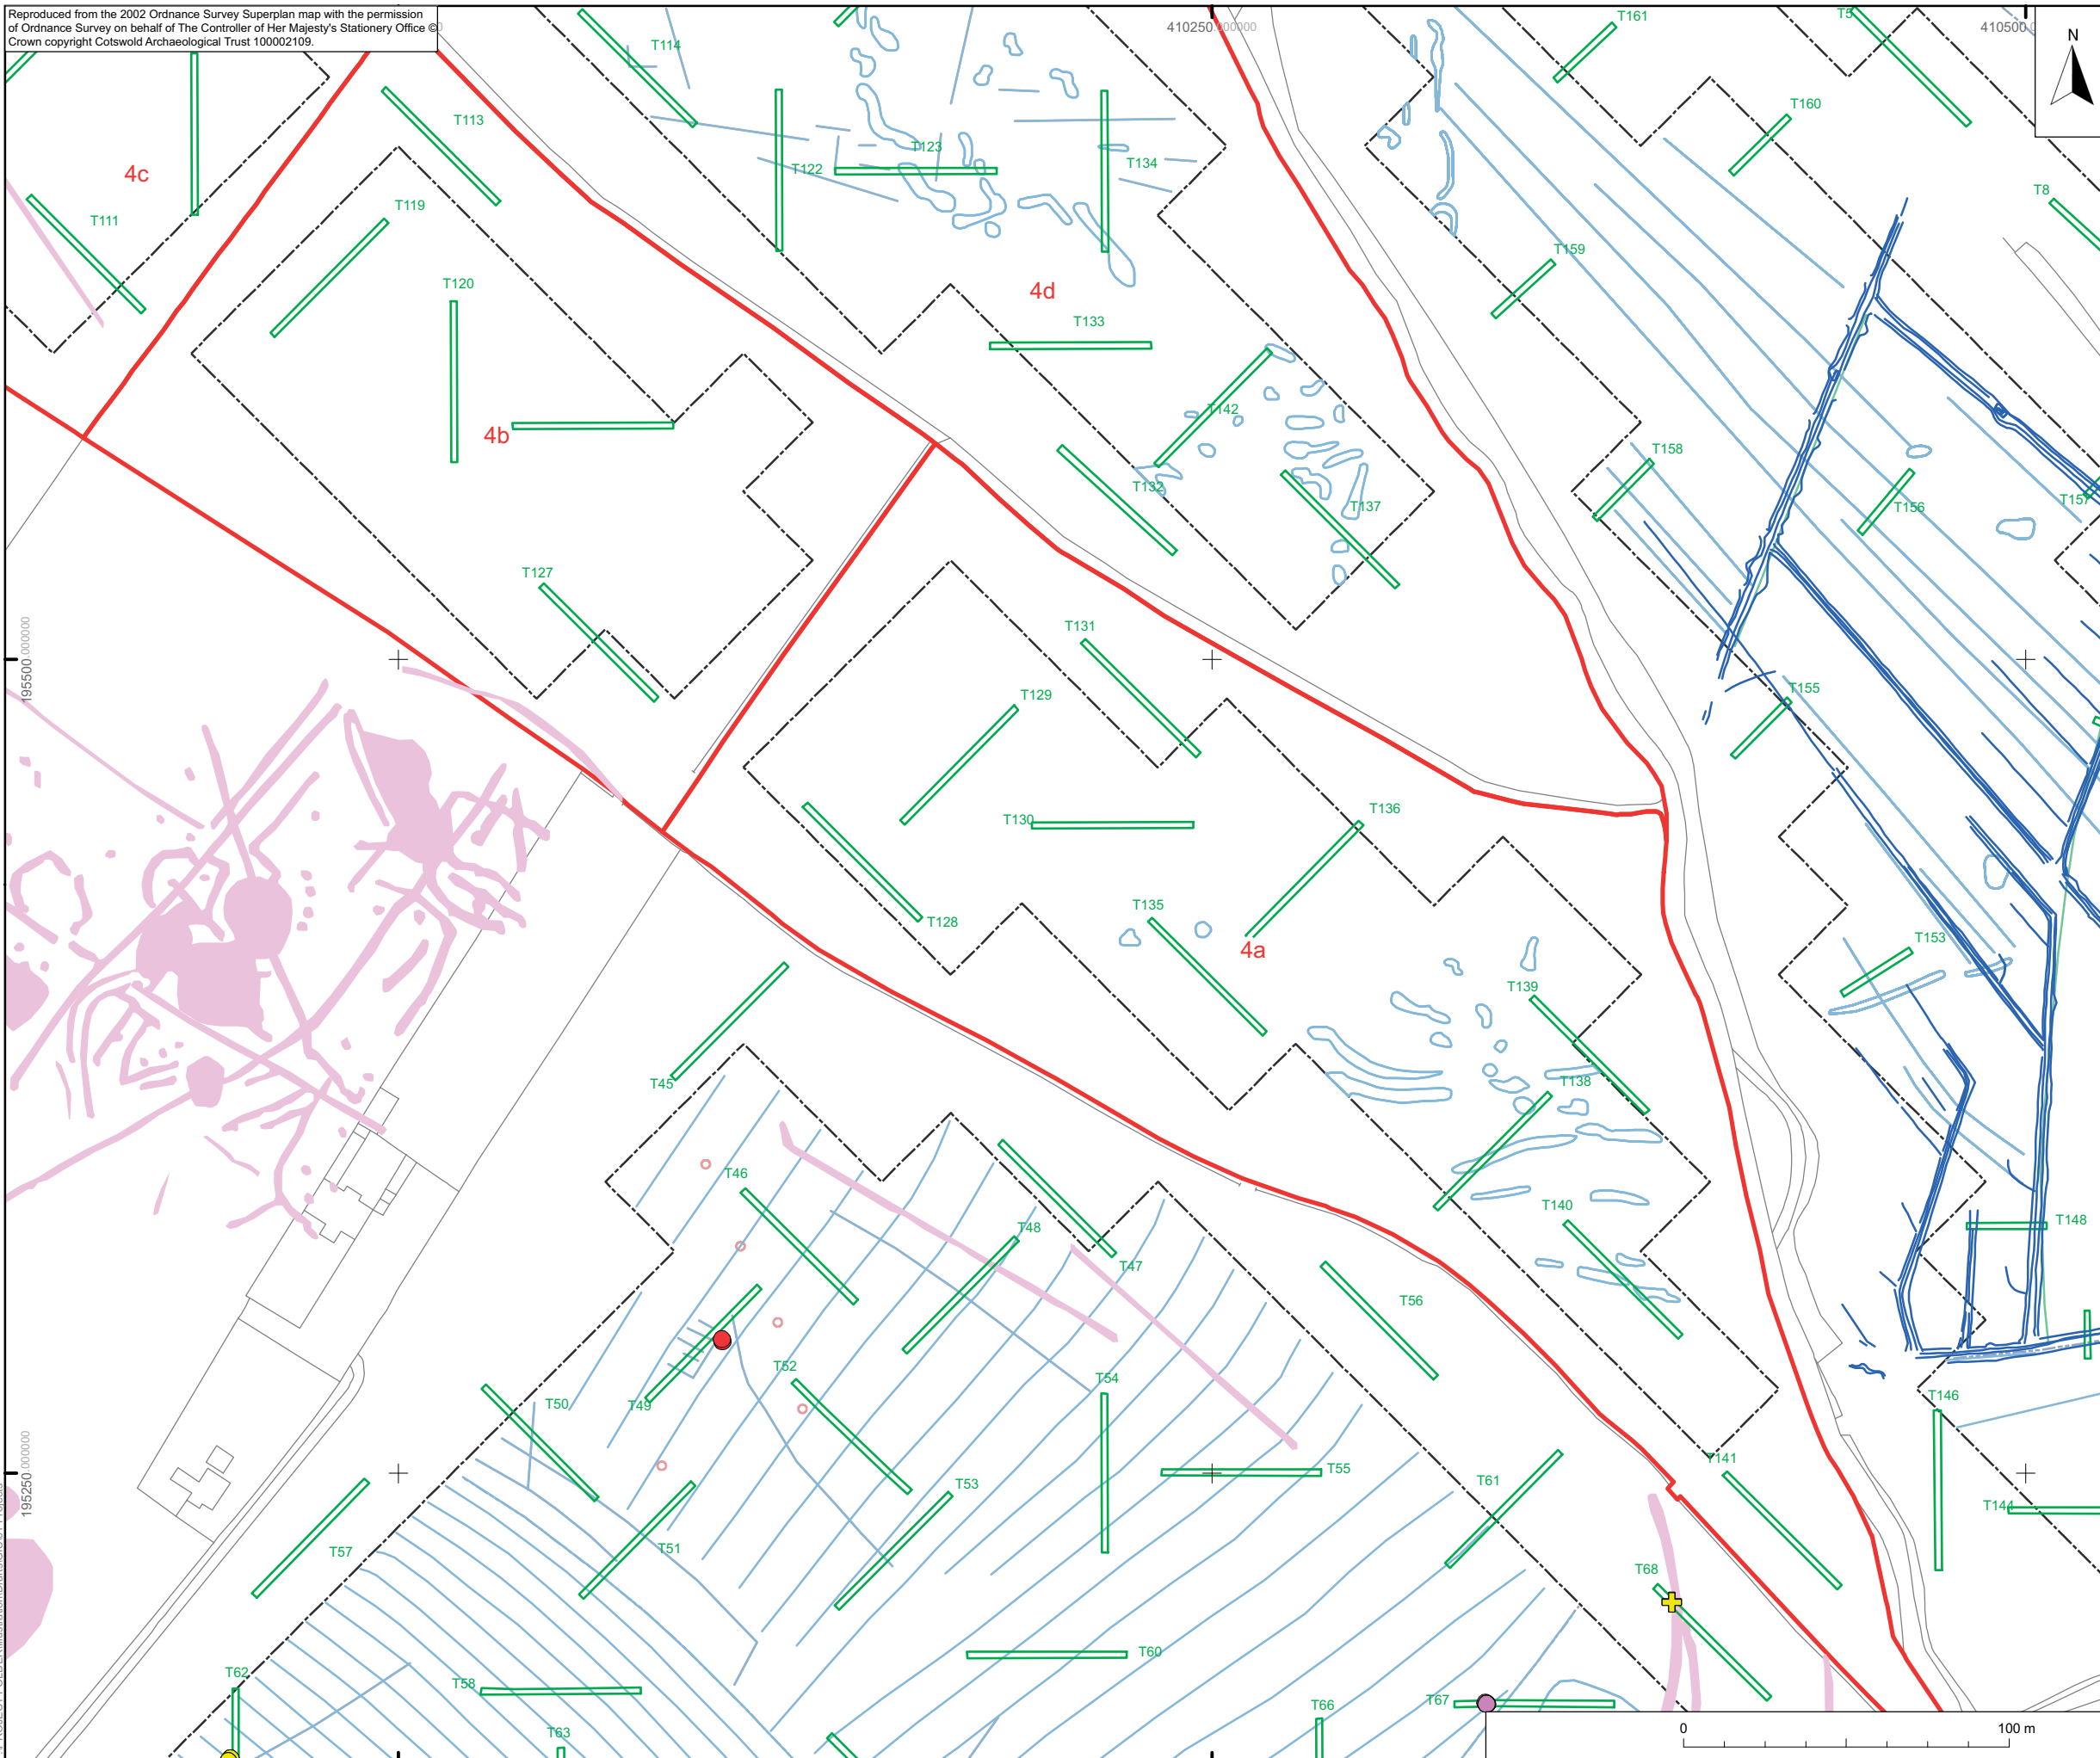 Reproduced from the 2002 Ordnance Survey Superplan map with the permission
of Ordnance Survey on behalf of The Controller of Her Majesty's Stationery Office ©
Crown copyright Cotswold Archaeological Trust 100002109.
410250.000000
410500.0
N
T161
T5
T114
T160
T113
T123
T122
T134
4c
T8
T119
T111
T159
T120
4d
T133
T142
4b
T158
T132
T137
T156
T157
T127
T131
195500.000000
T155
T129
T136
T130
T135
T128
4a
T153
T139
T45
T138
T46
T140
T148
T48
T47
T56
T52
T54
T49
T50
T146
T141
T55
T61
T53
195250.000000
T144
T51
T57
T68
T60
T62
T58
T67
T66
T63
0
100 m